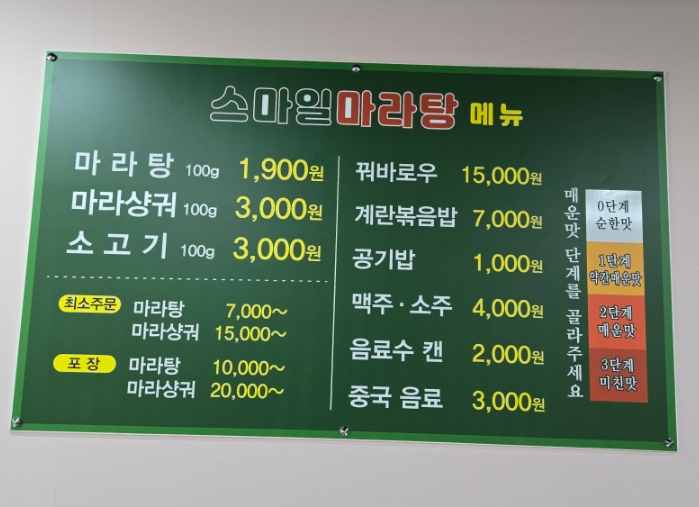 스마일마라탕 메뉴
마라탕 100g 1,900원
마라샹궈 100g 3,000원
소고기 100g 3,000원
최소주문 마라탕 7,000~
마라샹궈 15,000~
포장 마라탕 10,000~
마라샹궈 20,000~
꿔바로우 15,000원
계란볶음밥 7,000원
공기밥 1,000원
맥주·소주 4,000원
음료수 캔 2,000원
중국 음료 3,000원
매운맛 단계를 골라주세요
0단계
순한맛
1단계
약간매운맛
2단계
매운맛
3단계
미친맛